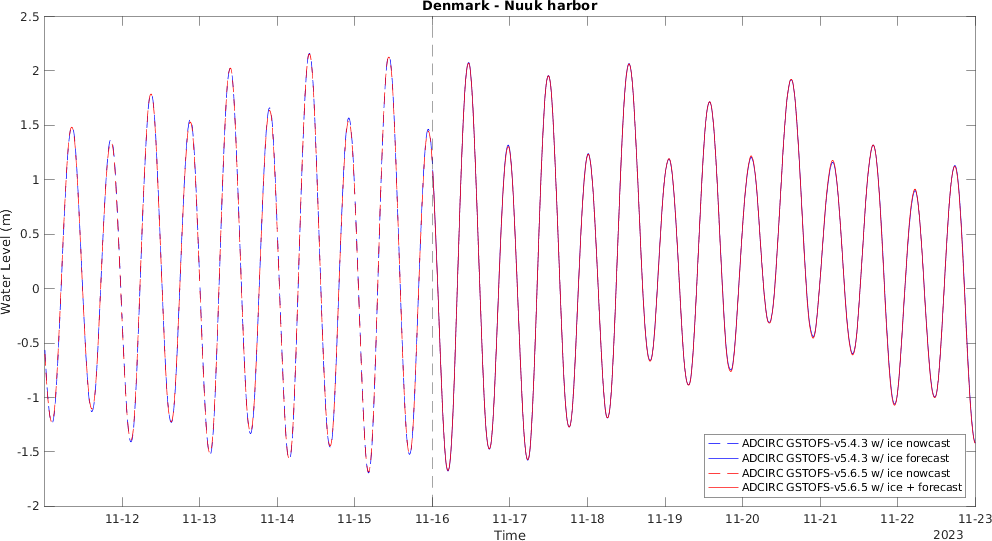 Denmark - Nuuk harbor
2.5
2
1.5
1
0.5
0
-0.5
-1
-1.5
-2
Water Level (m)
ADCIRC GSTOFS-v5.4.3 w/ ice nowcast
ADCIRC GSTOFS-v5.4.3 w/ ice forecast
ADCIRC GSTOFS-v5.6.5 w/ ice nowcast
ADCIRC GSTOFS-v5.6.5 w/ ice + forecast
11-12 11-13 11-14 11-15 11-16 11-17 11-18 11-19 11-20 11-21 11-22 11-23
Time
2023